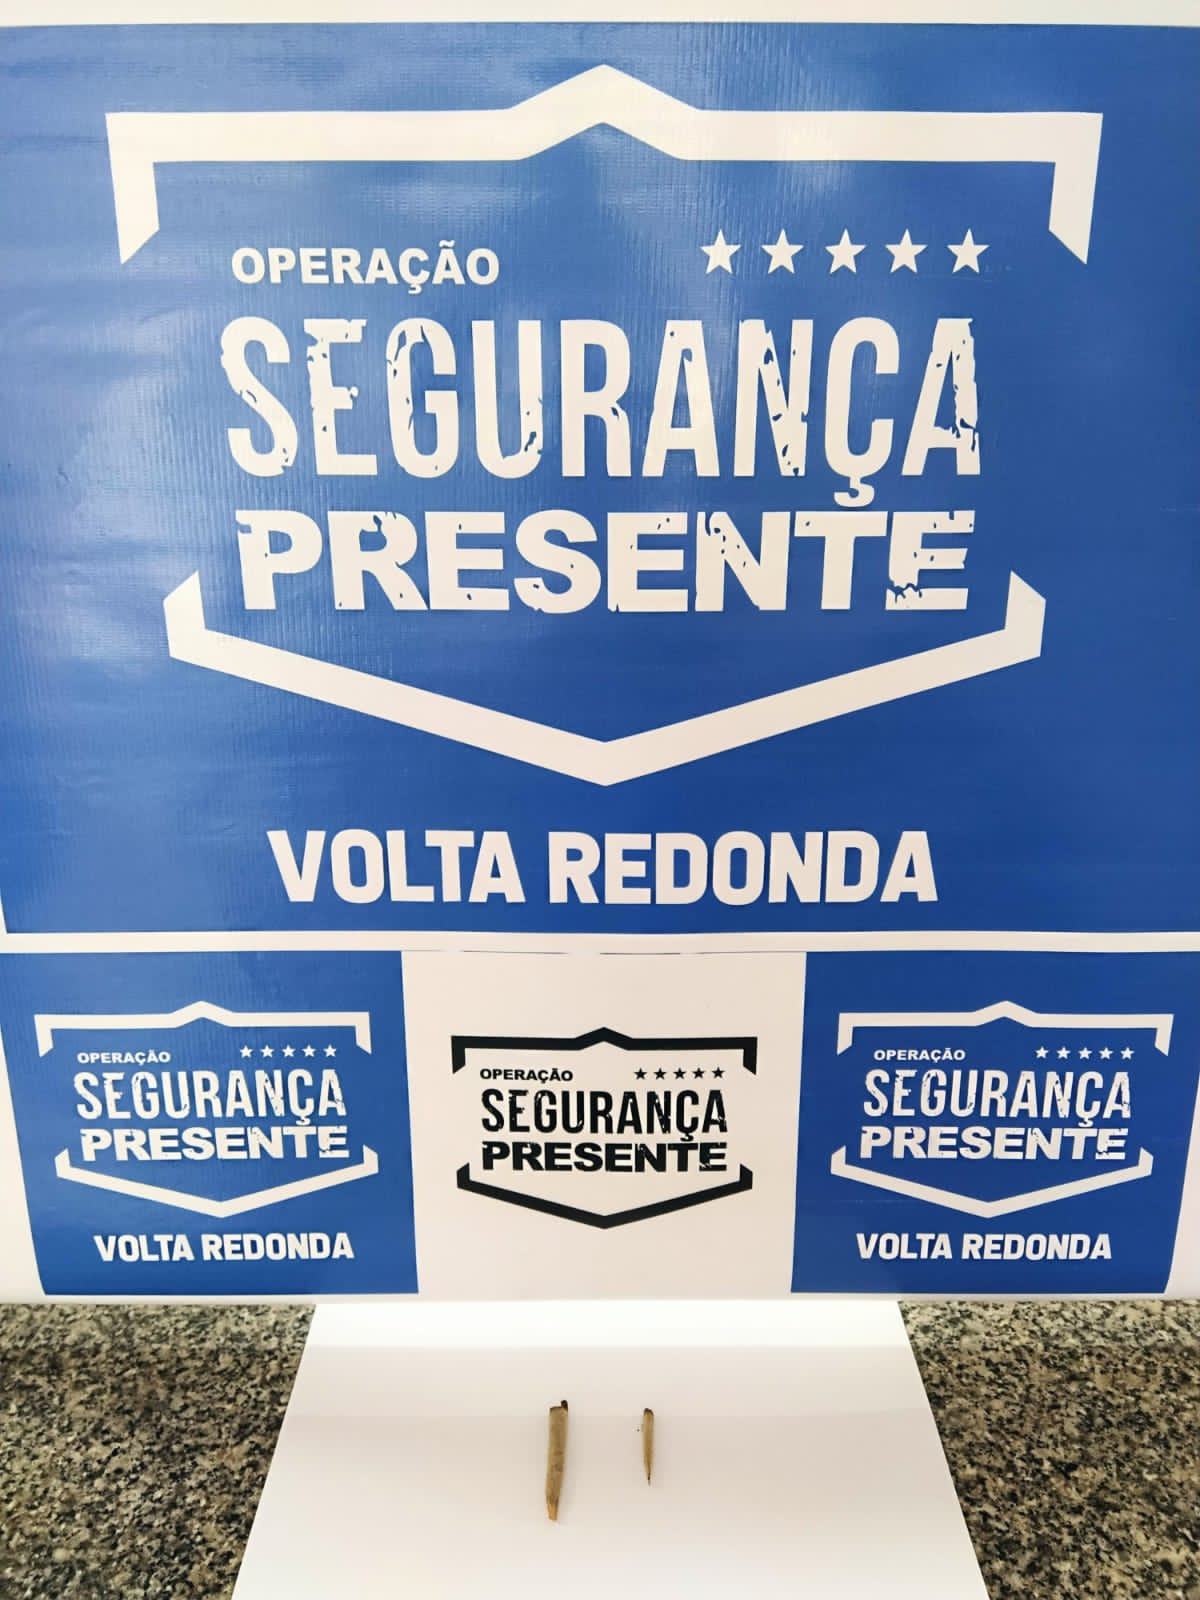 OPERAÇÃO
SEGURANÇA
PRESENTE
VOLTA REDONDA
OPERAÇÃO
SEGURANÇA
PRESENTE
VOLTA REDONDA
OPERAÇÃO
SEGURANÇA
PRESENTE
OPERAÇÃO
SEGURANÇA
PRESENTE
VOLTA REDONDA